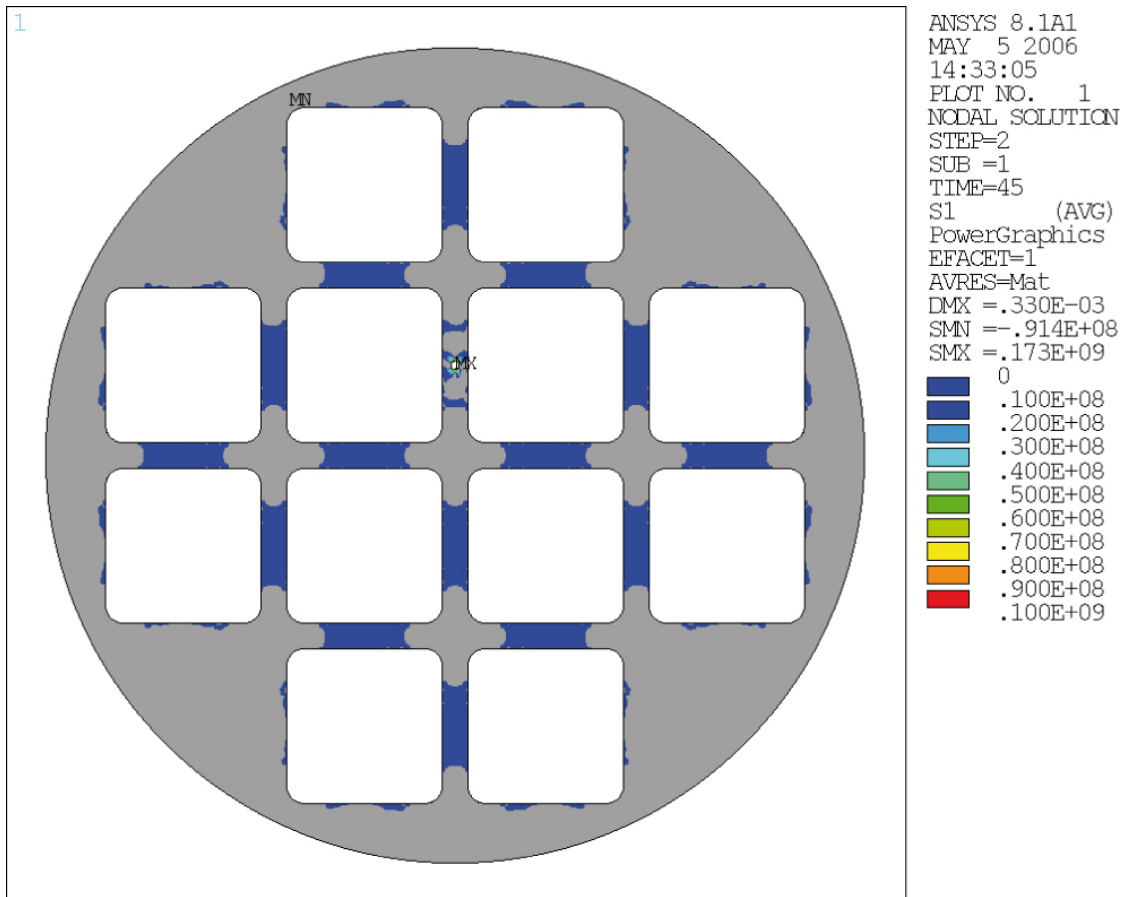 1
MN
MX
ANSYS 8.1A1
MAY 5 2006
14:33:05
PLOT NO. 1
NODAL SOLUTION
STEP=2
SUB =1
TIME=45
S1 (AVG)
PowerGraphics
EFACET=1
AVRES=Mat
DMX =.330E-03
SMN =-.914E+08
SMX =.173E+09
0
.100E+08
.200E+08
.300E+08
.400E+08
.500E+08
.600E+08
.700E+08
.800E+08
.900E+08
.100E+09